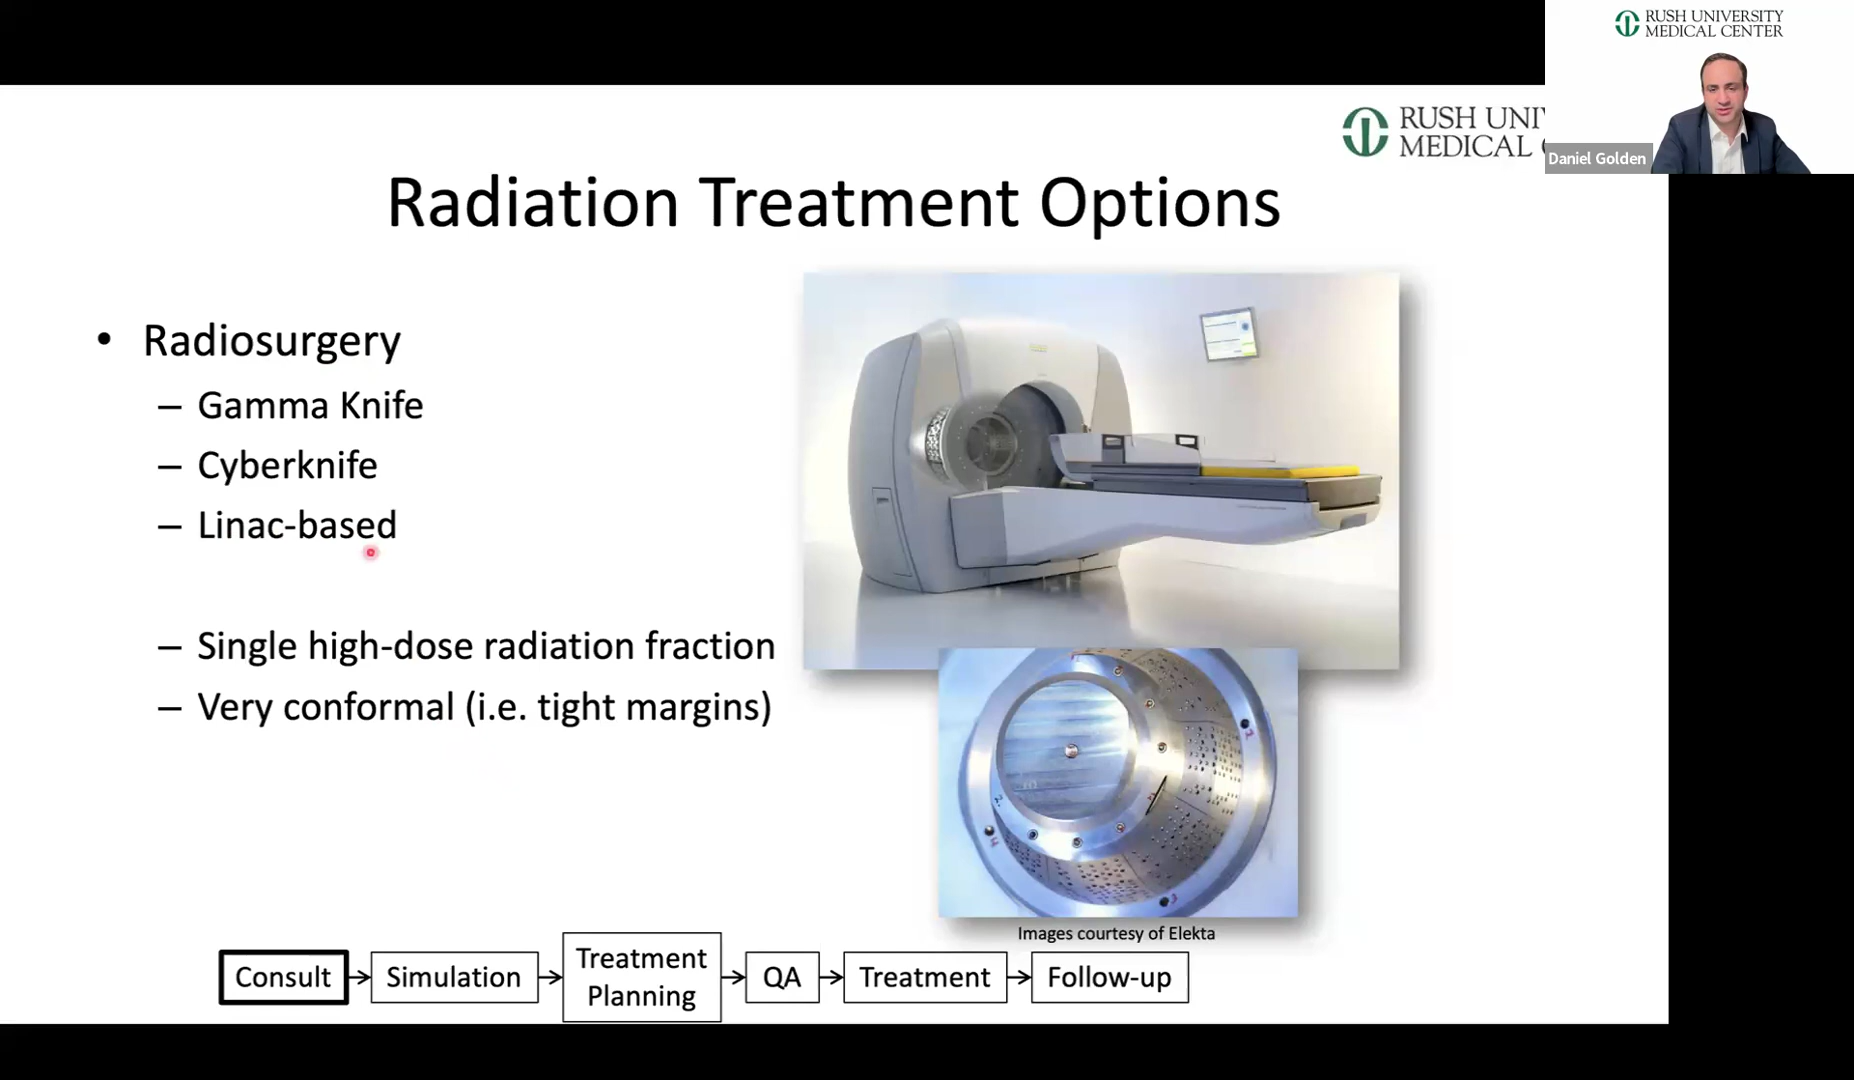 RUSH UNIVERSITY
MEDICAL CENTER
Daniel Golden
RUSH UNIV
MEDICAL
Radiation Treatment Options
• Radiosurgery
– Gamma Knife
– Cyberknife
– Linac-based
– Single high-dose radiation fraction
– Very conformal (i.e. tight margins)
Images courtesy of Elekta
Consult
Simulation
Treatment
Planning
QA
Treatment
Follow-up